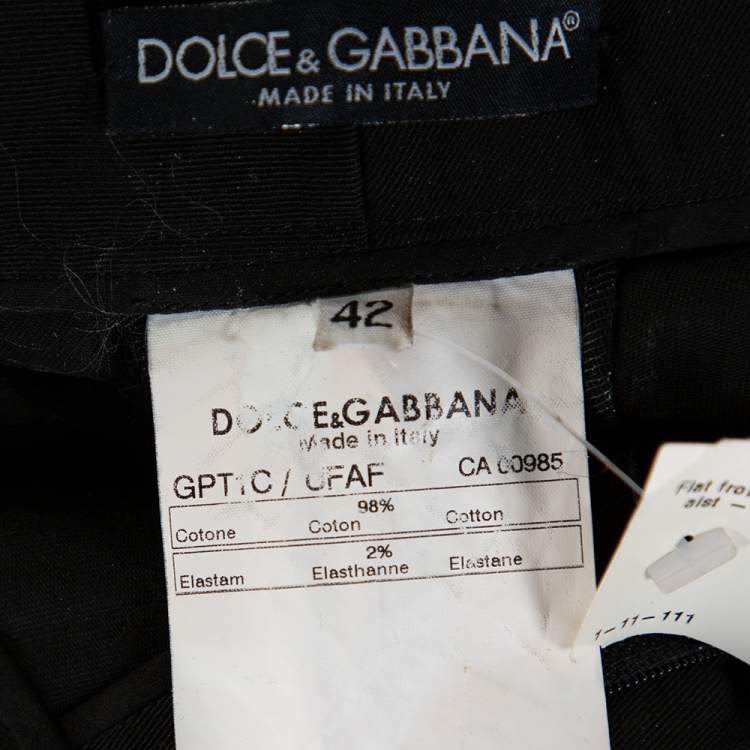 DOLCE & GABBANA®
MADE IN ITALY
42
DOLCE&GABBANA
Made in Italy
GPT1C / UFAF CA 00985
98%
Cotone Coton Cotton
2%
Elastam Elasthanne Elastane
Flat fro
aist –
1-11-111